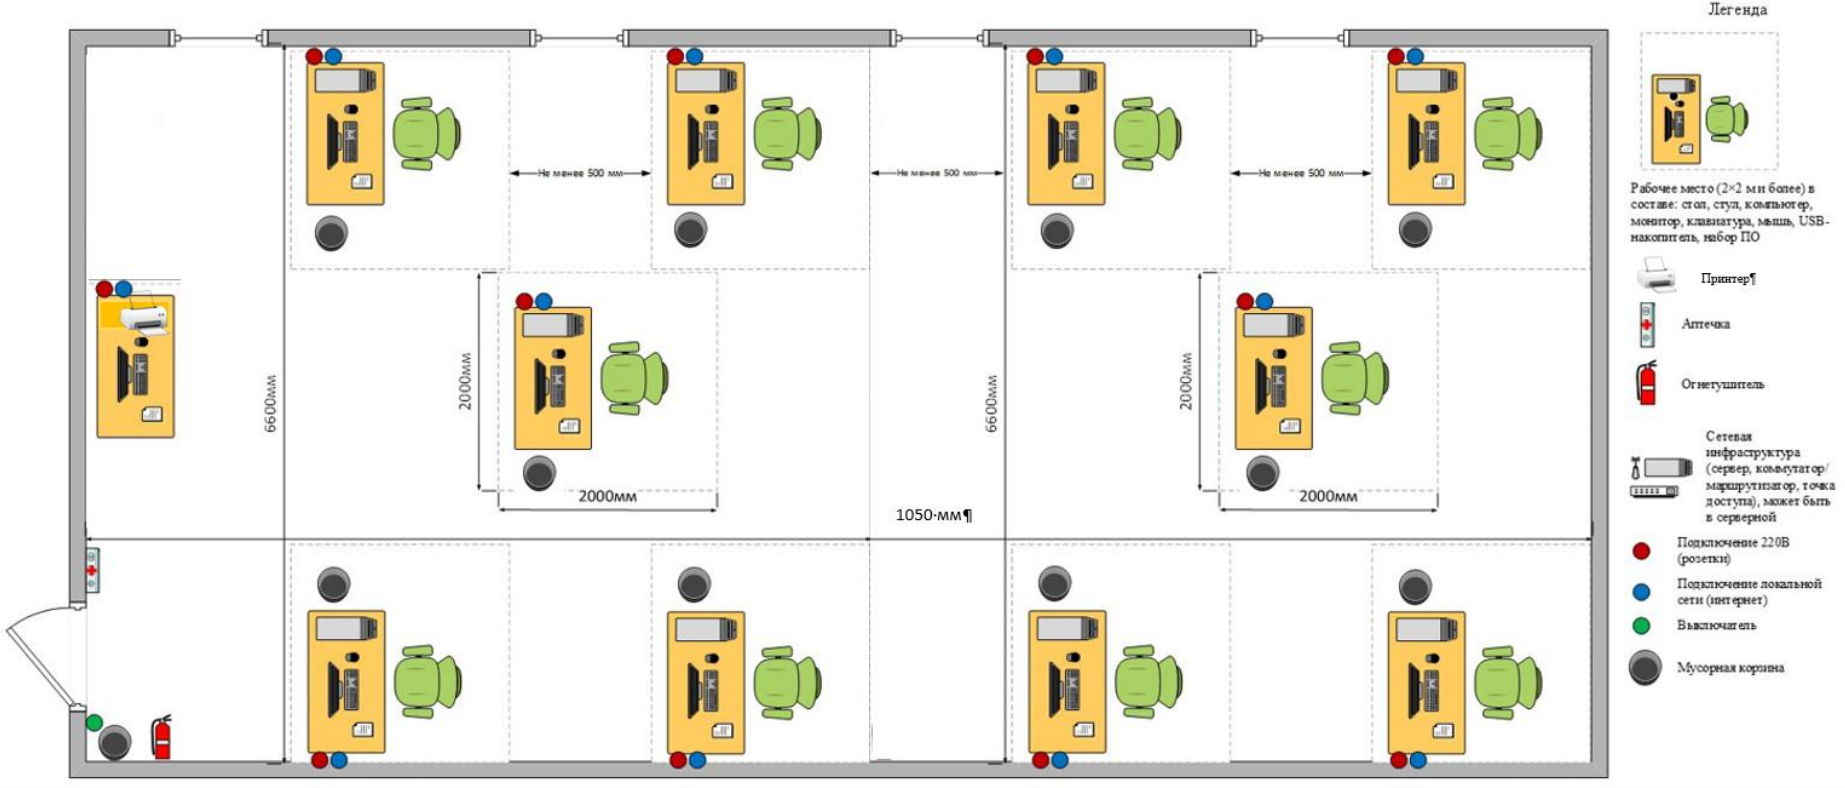 Легенда
Не менее 500 мм
Не менее 500 мм
Не менее 500 мм
Рабочее место (2×2 м и более) в
составе: стол, стул, компьютер,
монитор, клавиатура, мышь, USB-
накопитель, набор ПО
Принтер¶
Аптечка
Огнетушитель
6600мм
2000мм
2000мм
6600мм
2000мм
2000мм
1050·мм¶
Сетевая
инфраструктура
(сервер, коммутатор/
маршрутизатор, точка
доступа), может быть
в серверной
Подключение 220В
(розетки)
Подключение локальной
сети (интернет)
Выключатель
Мусорная корзина